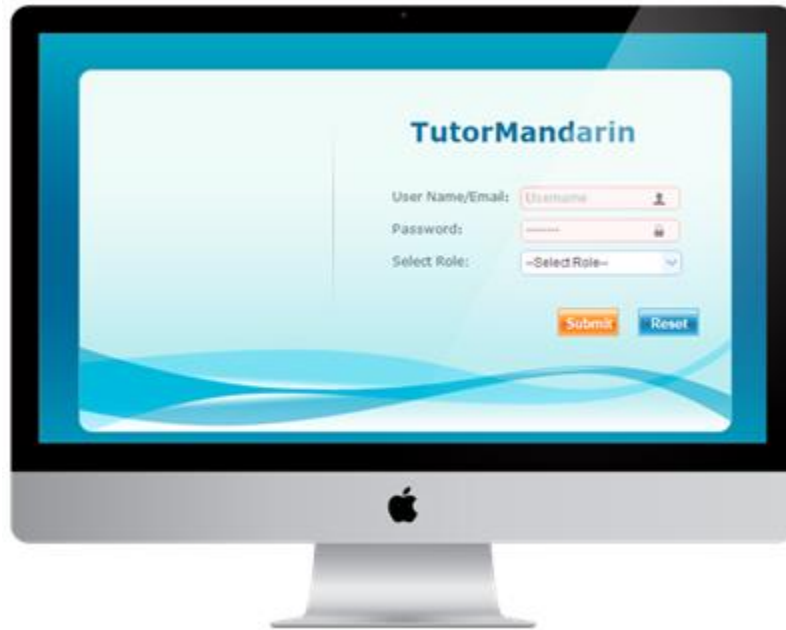 TutorMandarin
User Name/Email: Username
Password: --------
Select Role: --Select Role--
Submit Reset